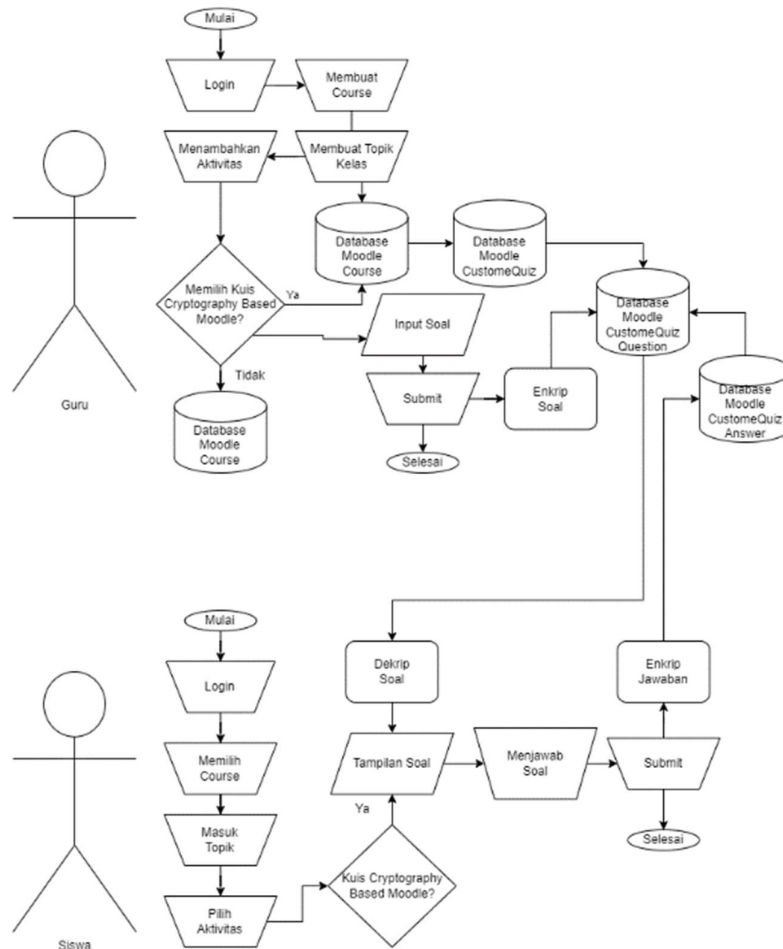 Mulai
Login
Membuat
Course
Menambahkan
Aktivitas
Membuat Topik
Kelas
Database
Moodle
Course
Database
Moodle
CustomeQuiz
Memilih Kuis
Cryptography Based
Moodle?
Ya
Input Soal
Database
Moodle
CustomeQuiz
Question
Tidak
Submit
Enkrip
Soal
Database
Moodle
CustomeQuiz
Answer
Guru
Database
Moodle
Course
Selesai
Mulai
Login
Dekrip
Soal
Enkrip
Jawaban
Memilih
Course
Tampilan Soal
Menjawab
Soal
Submit
Ya
Masuk
Topik
Selesai
Kuis Cryptography
Based Moodle?
Pilih
Aktivitas
Siswa